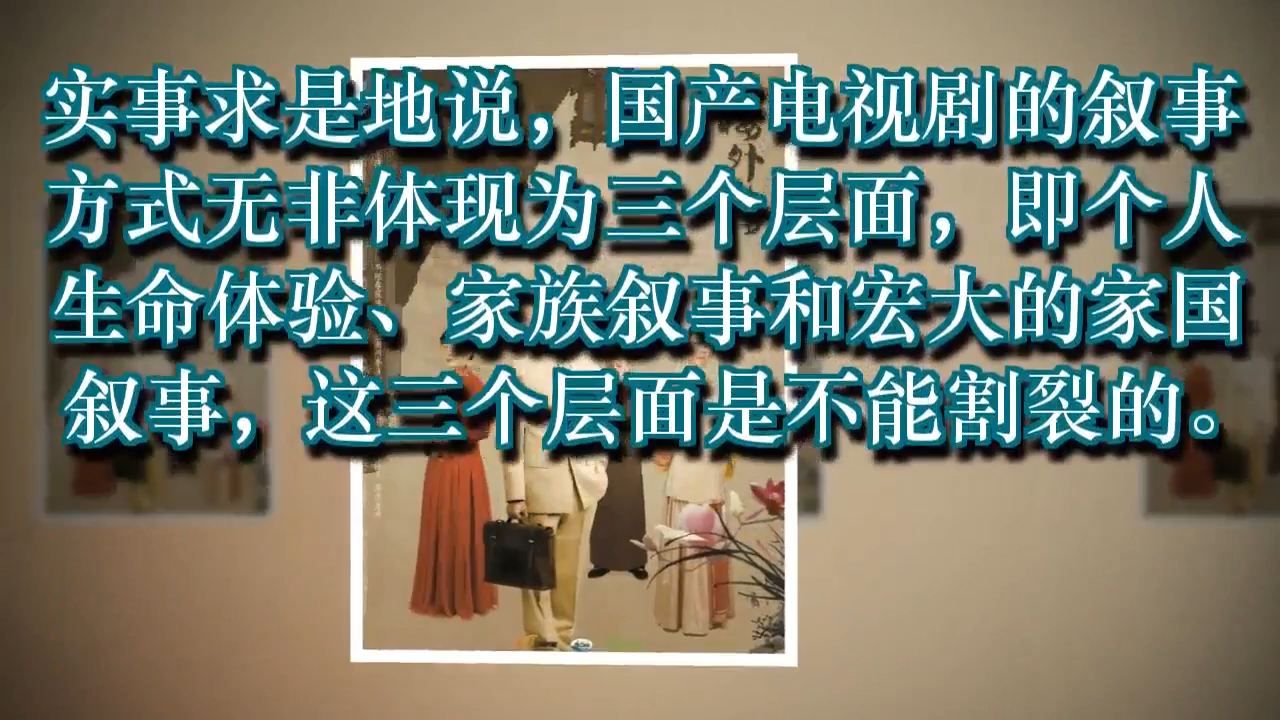 实事求是地说，国产电视剧的叙事
方式无非体现为三个层面，即个人
生命体验、家族叙事和宏大的家国
叙事，这三个层面是不能割裂的。
外